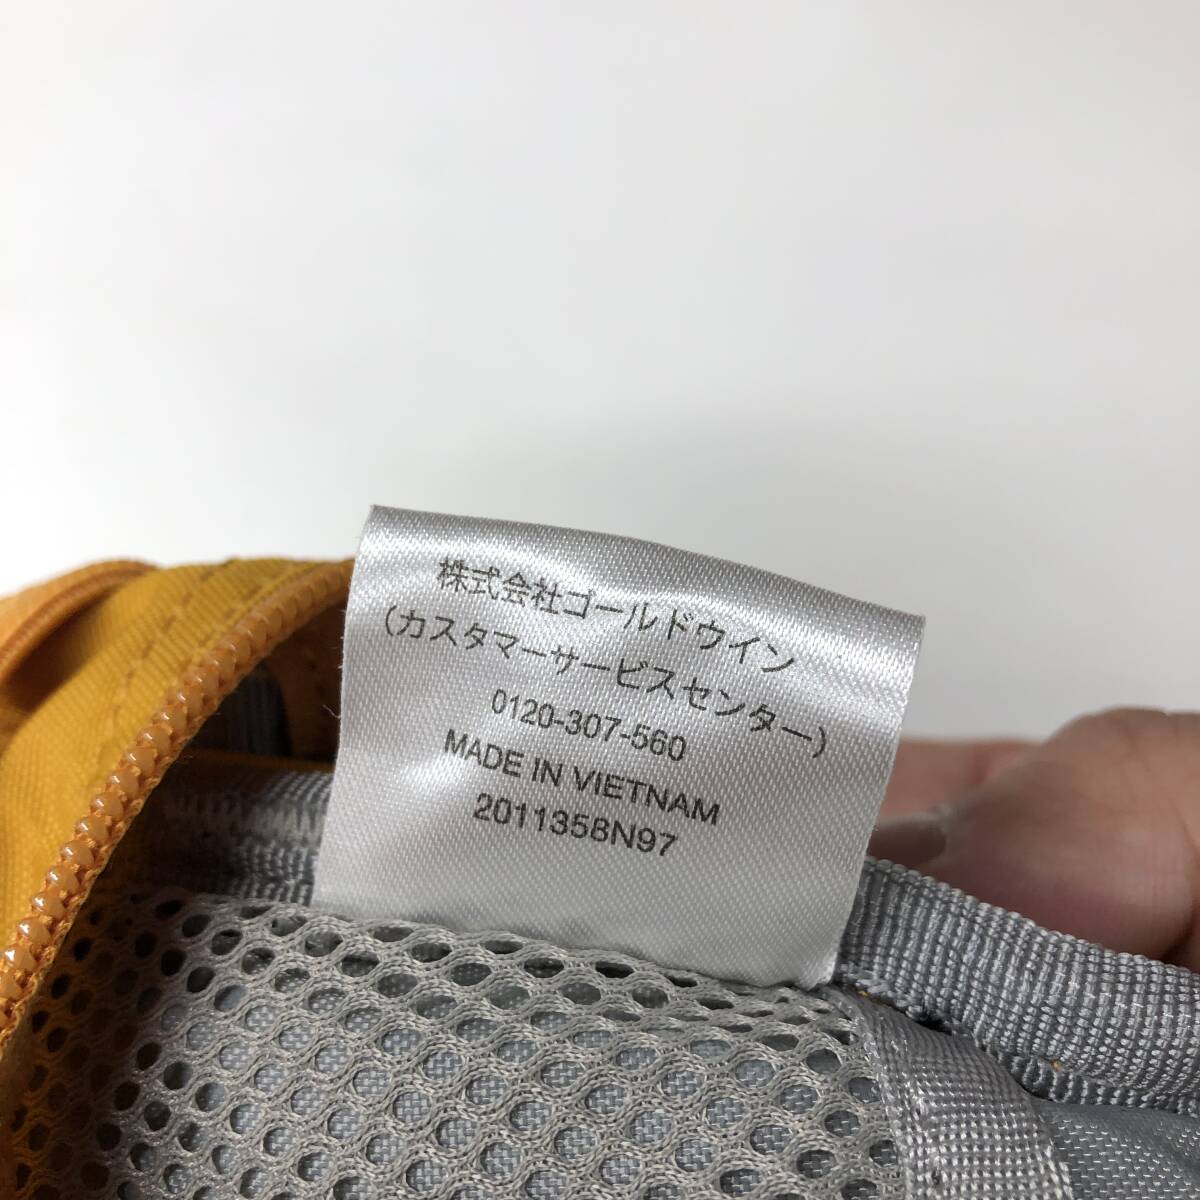 株式会社ゴールドウイン
(カスタマーサービスセンター)
0120-307-560
MADE IN VIETNAM
2011358N97